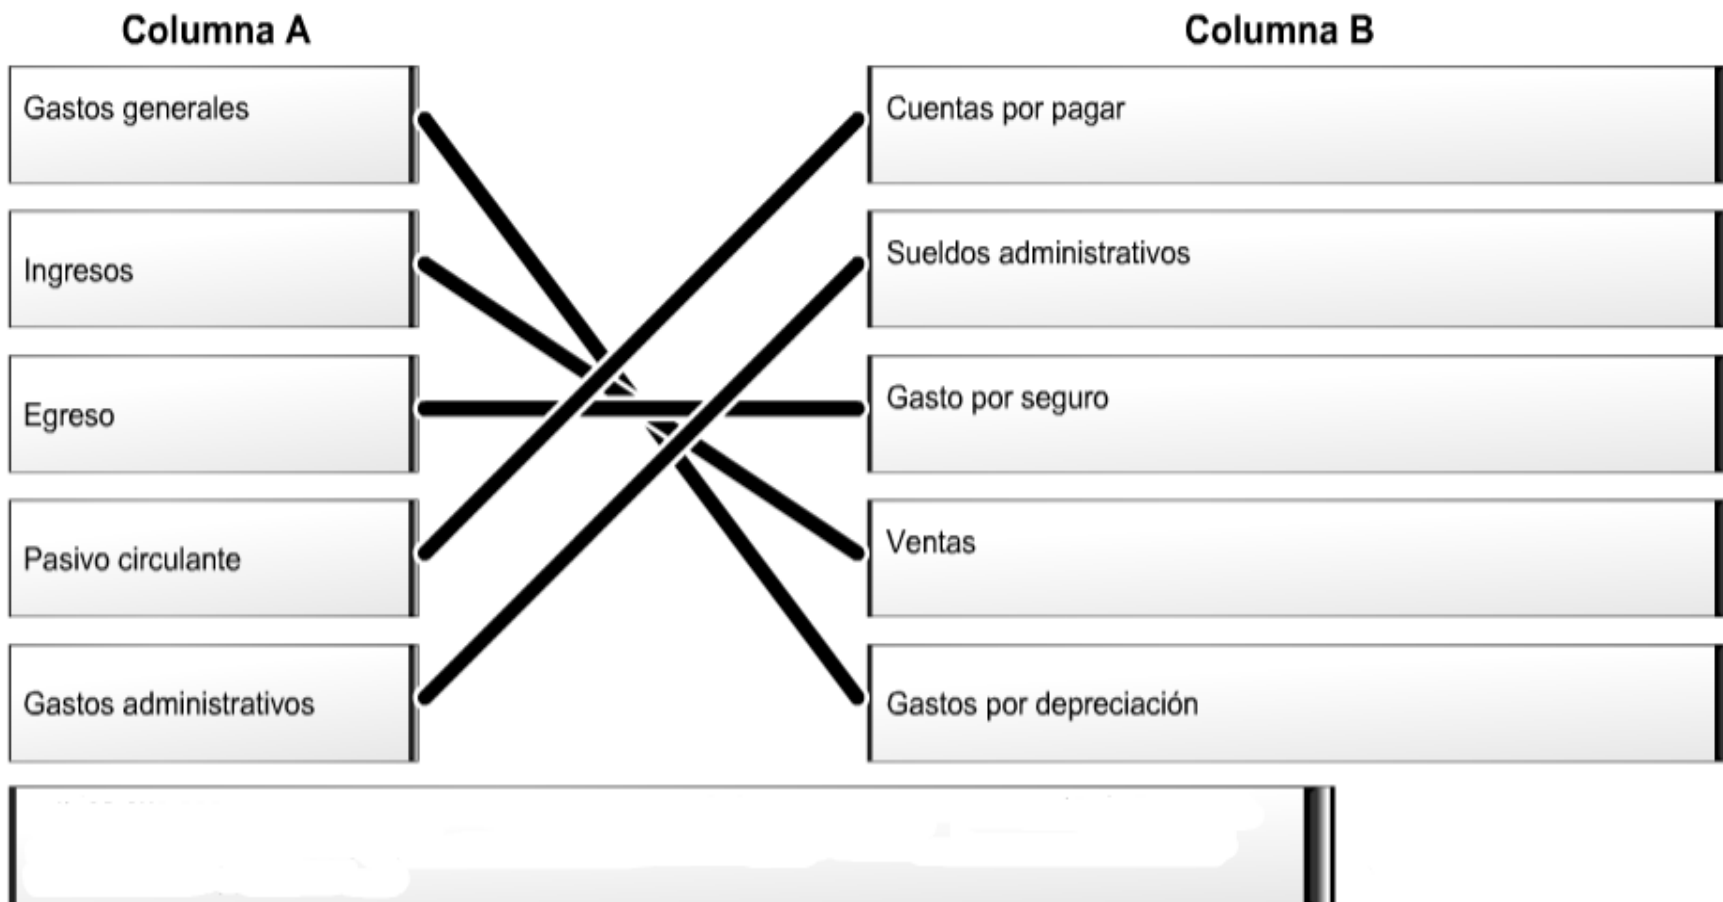 Columna A
Columna B
Gastos generales
Cuentas por pagar
Ingresos
Sueldos administrativos
Egreso
Gasto por seguro
Pasivo circulante
Ventas
Gastos administrativos
Gastos por depreciación